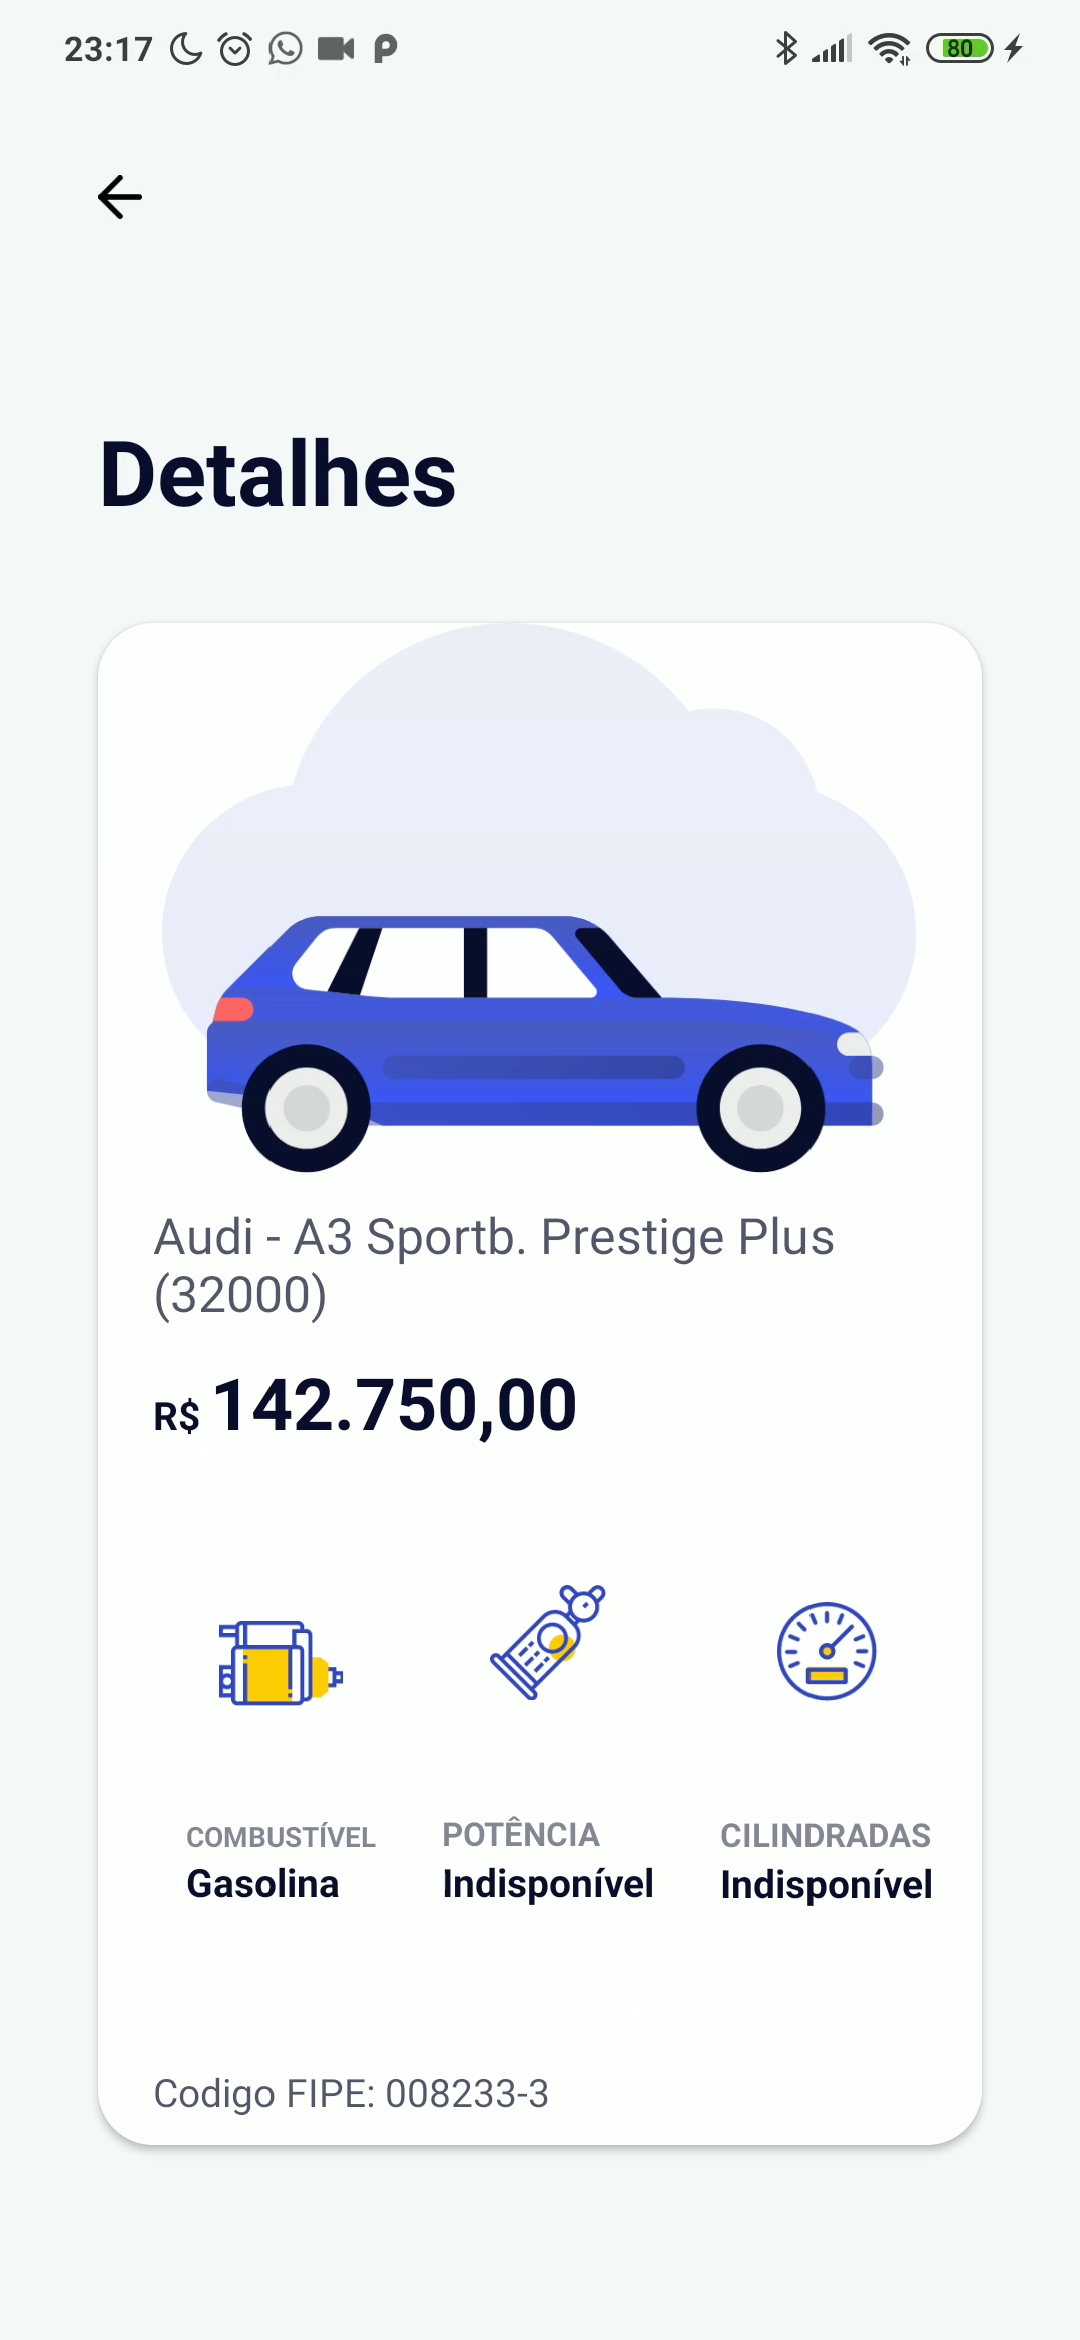 23:17
80
Detalhes
Audi - A3 Sportb. Prestige Plus
(32000)
R$ 142.750,00
COMBUSTÍVEL POTÊNCIA CILINDRADAS
Gasolina Indisponível Indisponível
Codigo FIPE: 008233-3